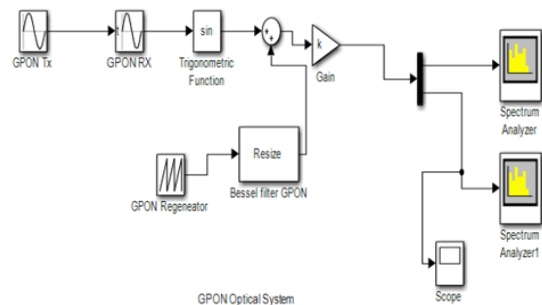 t
sin
+
+
k
GPON Tx
GPON RX
Trigonometric
Function
Gain
Spectrum
Analyzer
Resize
GPON Regeneator
Bessel filter GPON
Spectrum
Analyzer1
Scope
GPON Optical System